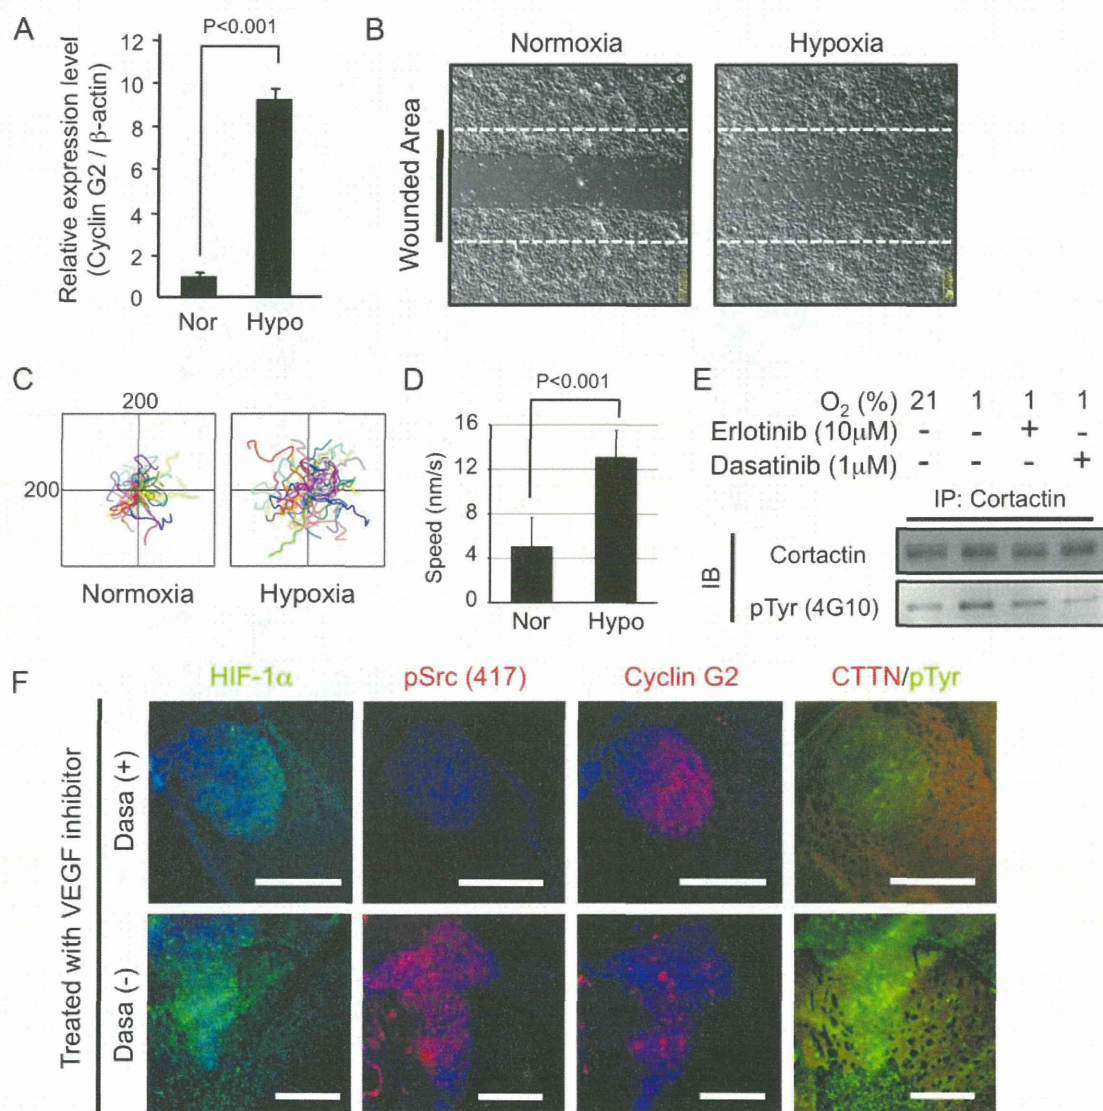 A
P<0.001
Relative expression level
(Cyclin G2 / β-actin)
12
10
8
6
4
2
0
Nor Hypo
B
Normoxia Hypoxia
Wounded Area
C
200
200
Normoxia Hypoxia
D
P<0.001
Speed (nm/s)
16
12
8
4
0
Nor Hypo
E
O₂ (%) 21 1 1 1
Erlotinib (10μM) - - + -
Dasatinib (1μM) - - - +
IP: Cortactin
IB
Cortactin
pTyr (4G10)
F
HIF-1α pSrc (417) Cyclin G2 CTTN/pTyr
Treated with VEGF inhibitor
Dasa (+)
Dasa (-)